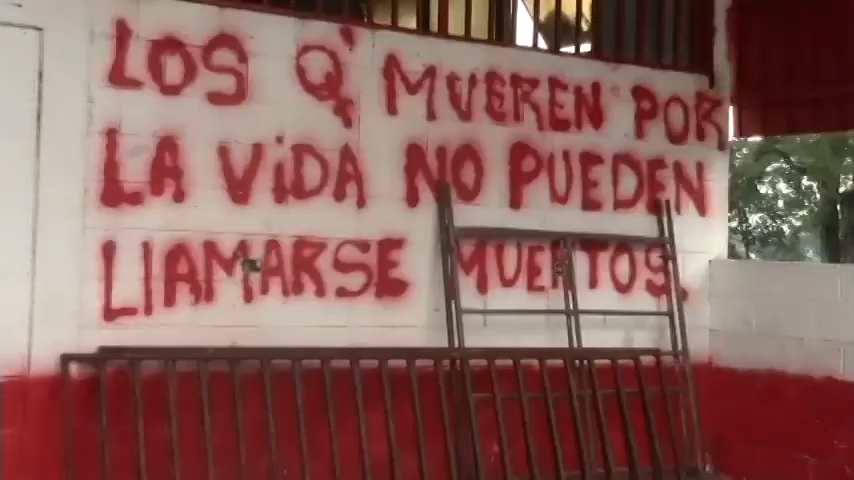 LOS Q' MUEREN POR
LA ViDA NO PUEDEN
LlAMARSE MUERTOS.